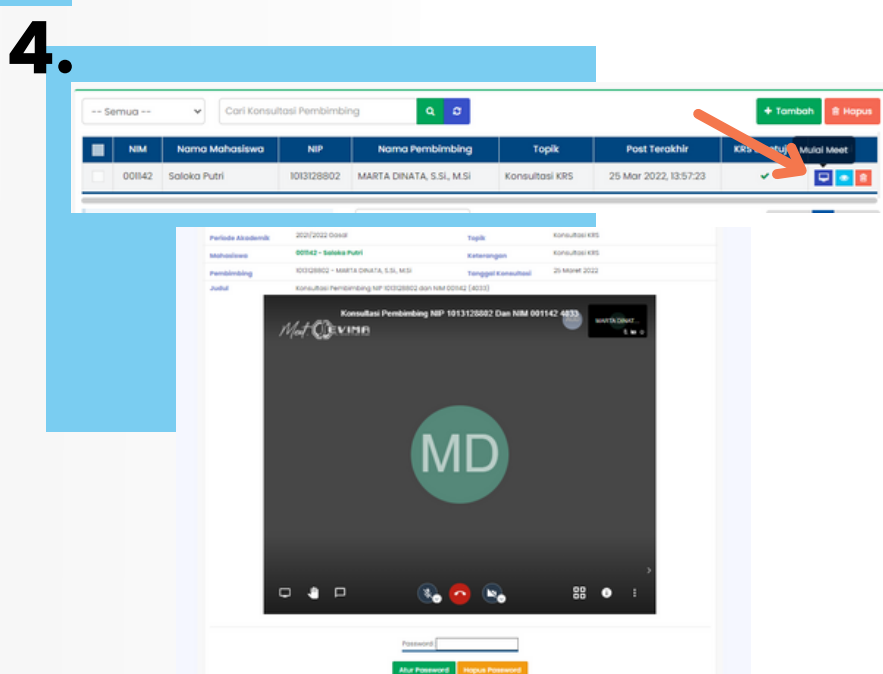 4.
-- Semua --
Cari Konsultasi Pembimbing
+ Tambah
Hapus
NIM Nama Mahasiswa NIP Nama Pembimbing Topik Post Terakhir KRS
Mulai Meet
001142 Saloka Putri 1013128802 MARTA DINATA, S.Si., M.Si Konsultasi KRS 25 Mar 2022, 13:57:23
Periode Akademik 2021/2022 Gasal Topik Konsultasi KRS
Mahasiswa 001142 - Saloka Putri Keterangan Konsultasi KRS
Pembimbing 1013128802 - MARTA DINATA, S.Si., M.Si Tanggal Konsultasi 25 Maret 2022
Judul Konsultasi Pembimbing NIP 1013128802 dan NIM 001142 (4033)
Konsultasi Pembimbing NIP 1013128802 Dan NIM 001142 4033
Meet SEVIMA
MARTA DINAT...
MD
Password
Atur Password Hapus Password